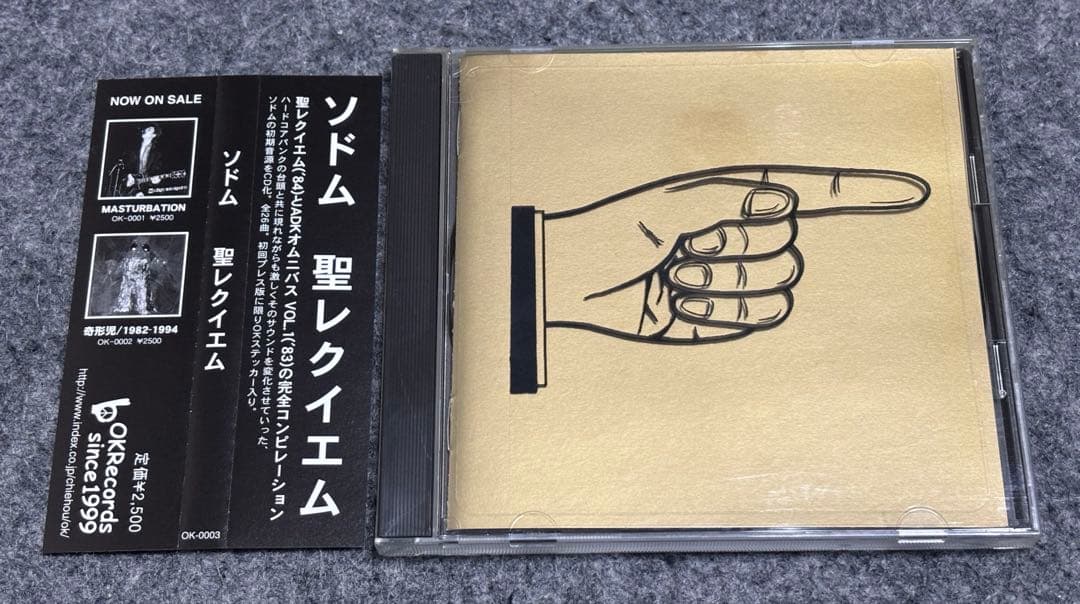 ソドム 聖レクイエム
聖レクイエム('84)とADKオムニバス VOL.1('83)の完全コンピレーション
ハードコアパンクの台頭と共に現れながらも激しくそのサウンドを変化させていった、
ソドムの初期音源をCD化。全26曲。初回プレス版に限りOKステッカー入り。
ソドム 聖レクイエム
OK-0003
NOW ON SALE
MASTURBATION
OK-0001 ¥2500
奇形児/1982-1994
OK-0002 ¥2500
定価¥2,500
OKRecords
since1999
http://www.index.co.jp/chiehou/ok/